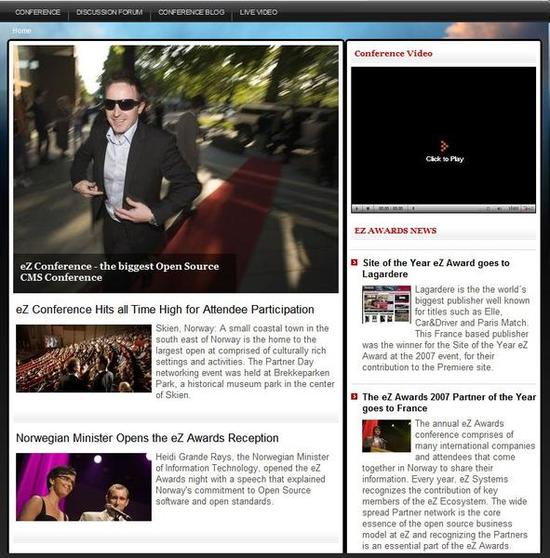 CONFERENCE
DISCUSSION FORUM
CONFERENCE BLOG
LIVE VIDEO
Home
eZ Conference - the biggest Open Source
CMS Conference
eZ Conference Hits all Time High for Attendee Participation
Skien, Norway: A small coastal town in the
south east of Norway is the home to the
largest open at comprised of culturally rich
settings and activities. The Partner Day
networking event was held at Brekkeparken
Park, a historical museum park in the center
of Skien.
Norwegian Minister Opens the eZ Awards Reception
Heidi Grande Røys, the Norwegian Minister
of Information Technology, opened the eZ
Awards night with a speech that explained
Norway's commitment to Open Source
software and open standards.
Conference Video
Click to Play
EZ AWARDS NEWS
Site of the Year eZ Award goes to
Lagardere
Lagardere is the the world´s
biggest publisher well known
for titles such as Elle,
Car&Driver and Paris Match.
This France based publisher
was the winner for the Site of the Year eZ
Award at the 2007 event, for their
contribution to the Premiere site.
The eZ Awards 2007 Partner of the Year
goes to France
The annual eZ Awards
conference comprises of
many international companies
and attendees that come
together in Norway to share their
information. Every year, eZ Systems
recognizes the contribution of key
members of the eZ Ecosystem. The wide
spread Partner network is the core
essence of the open source business
model at eZ and recognizing the Partners
is an essential part of the eZ Awards.